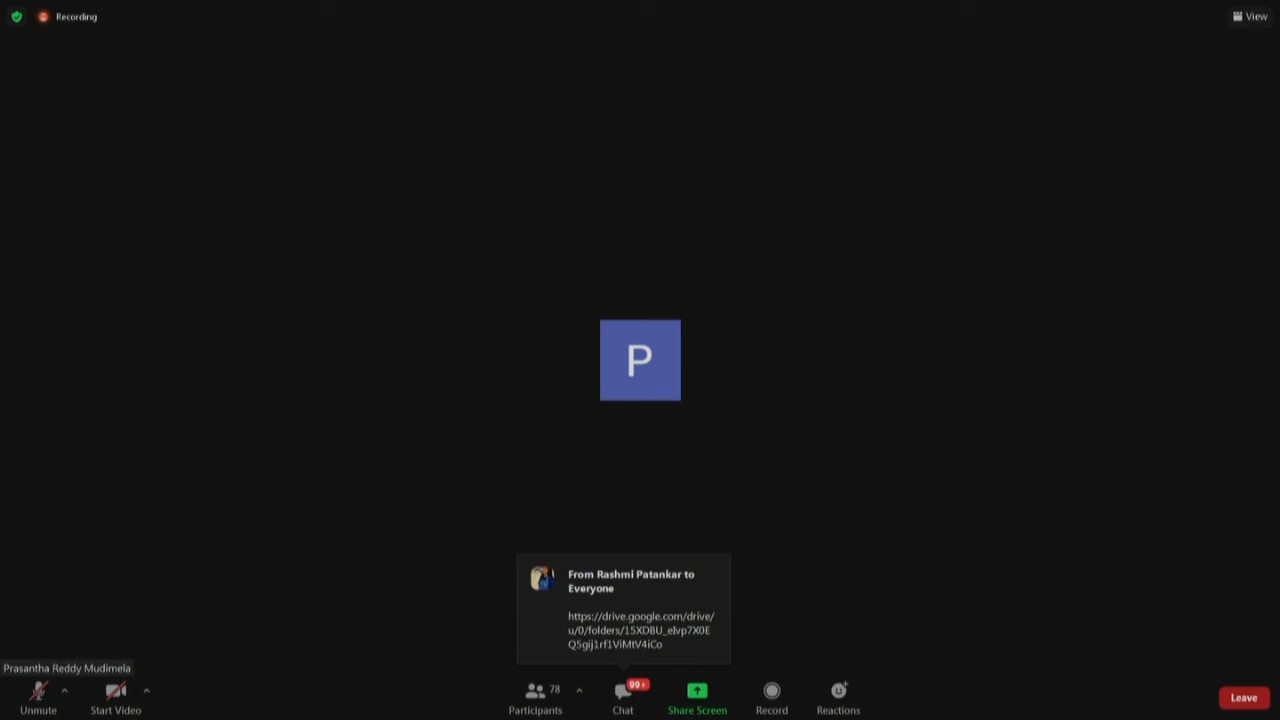 Recording
View
P
From Rashmi Patankar to
Everyone
https://drive.google.com/drive/
u/0/folders/15XDBU_elvp7X0E
Q5gij1rf1ViMtV4iCo
Prasantha Reddy Mudimela
78
99+
Unmute
Start Video
Participants
Chat
Share Screen
Record
Reactions
Leave